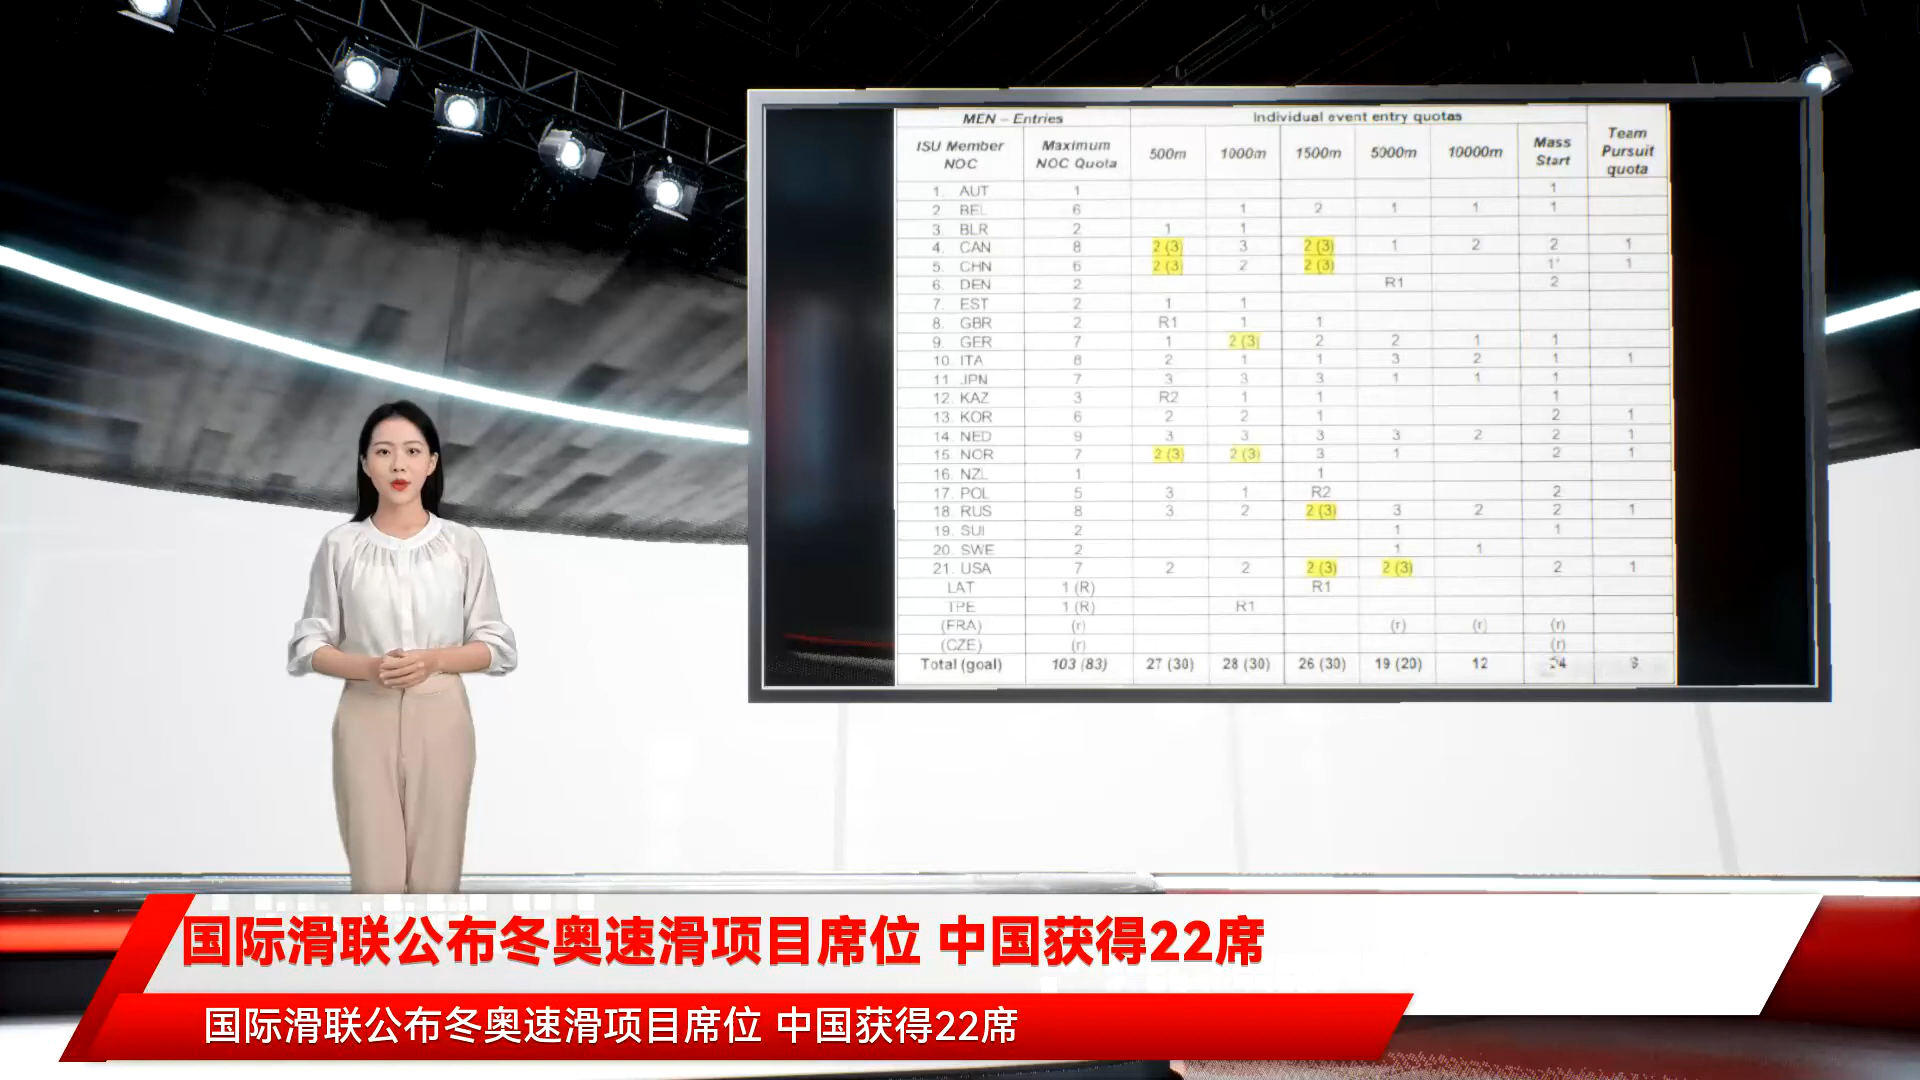 MEN – Entries Individual event entry quotas
ISU Member NOC Maximum NOC Quota 500m 1000m 1500m 5000m 10000m Mass Start Team Pursuit quota
1. AUT 1 1
2 BEL 6 1 2 1 1 1
3. BLR 2 1 1
4. CAN 8 2 (3) 3 2 (3) 1 2 2 1
5. CHN 6 2 (3) 2 2 (3) 1* 1
6. DEN 2 R1 2
7. EST 2 1 1
8. GBR 2 R1 1 1
9. GER 7 1 2 (3) 2 2 1 1
10. ITA 8 2 1 1 3 2 1 1
11. JPN 7 3 3 3 1 1 1
12. KAZ 3 R2 1 1 1
13. KOR 6 2 2 1 2 1
14. NED 9 3 3 3 3 2 2 1
15. NOR 7 2 (3) 2 (3) 3 1 2 1
16. NZL 1 1
17. POL 5 3 1 R2 2
18. RUS 8 3 2 2 (3) 3 2 2 1
19. SUI 2 1 1
20. SWE 2 1 1
21. USA 7 2 2 2 (3) 2 (3) 2 1
LAT 1 (R) R1
TPE 1 (R) R1
(FRA) (r) (r) (r) (r)
(CZE) (r) (r)
Total (goal) 103 (83) 27 (30) 28 (30) 26 (30) 19 (20) 12 24 8
国际滑联公布冬奥速滑项目席位 中国获得22席
国际滑联公布冬奥速滑项目席位 中国获得22席